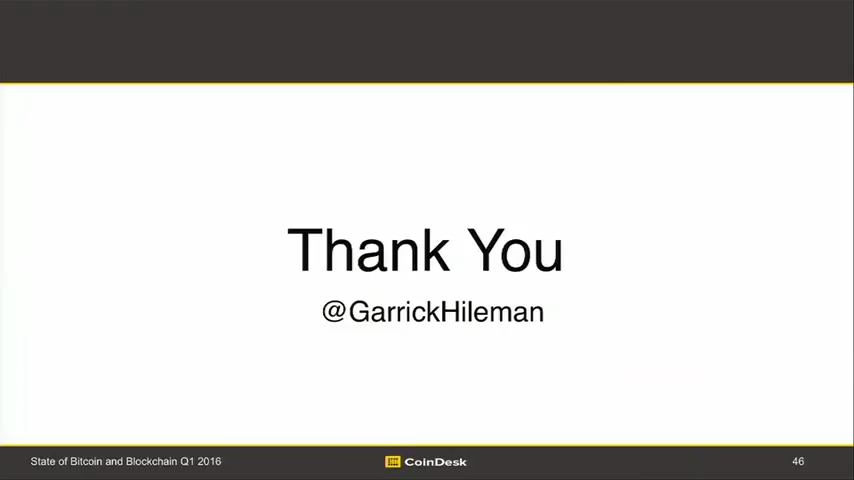 Thank You
@GarrickHileman
State of Bitcoin and Blockchain Q1 2016
CoinDesk
46